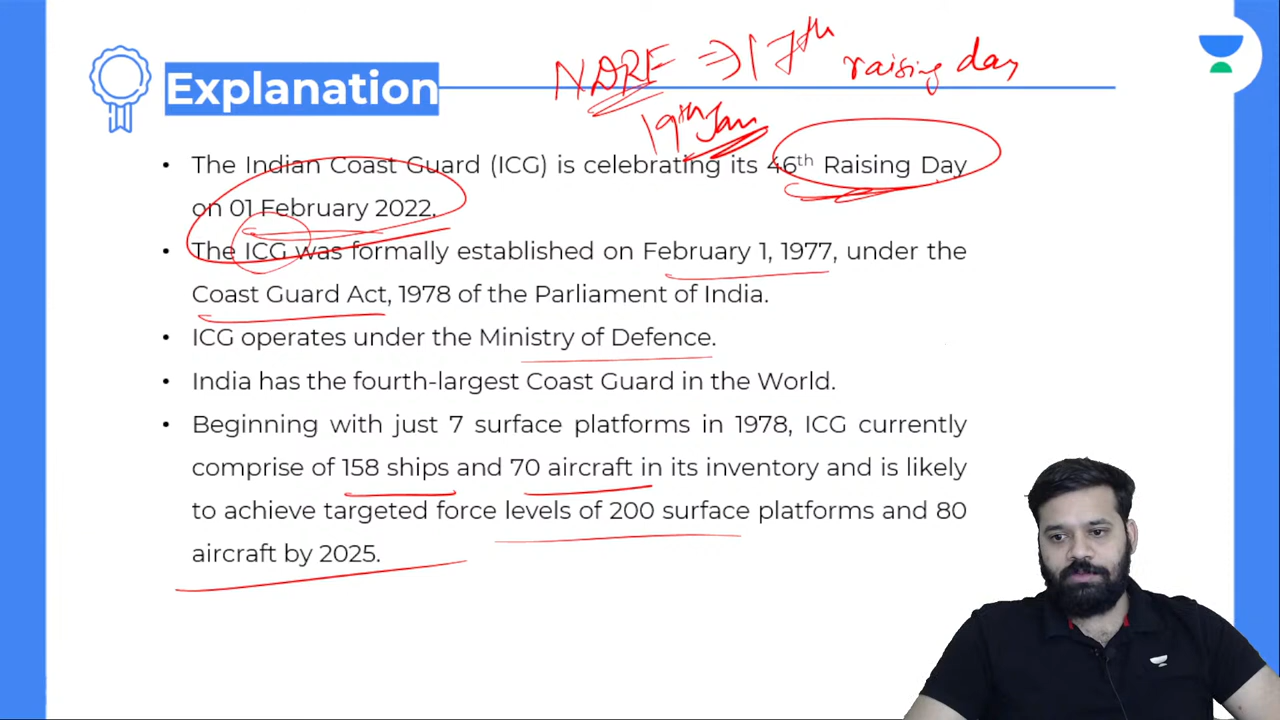 NDRF ⇒ 17th raising day
19th Jan
Explanation
• The Indian Coast Guard (ICG) is celebrating its 46th Raising Day
on 01 February 2022.
• The ICG was formally established on February 1, 1977, under the
Coast Guard Act, 1978 of the Parliament of India.
• ICG operates under the Ministry of Defence.
• India has the fourth-largest Coast Guard in the World.
• Beginning with just 7 surface platforms in 1978, ICG currently
comprise of 158 ships and 70 aircraft in its inventory and is likely
to achieve targeted force levels of 200 surface platforms and 80
aircraft by 2025.